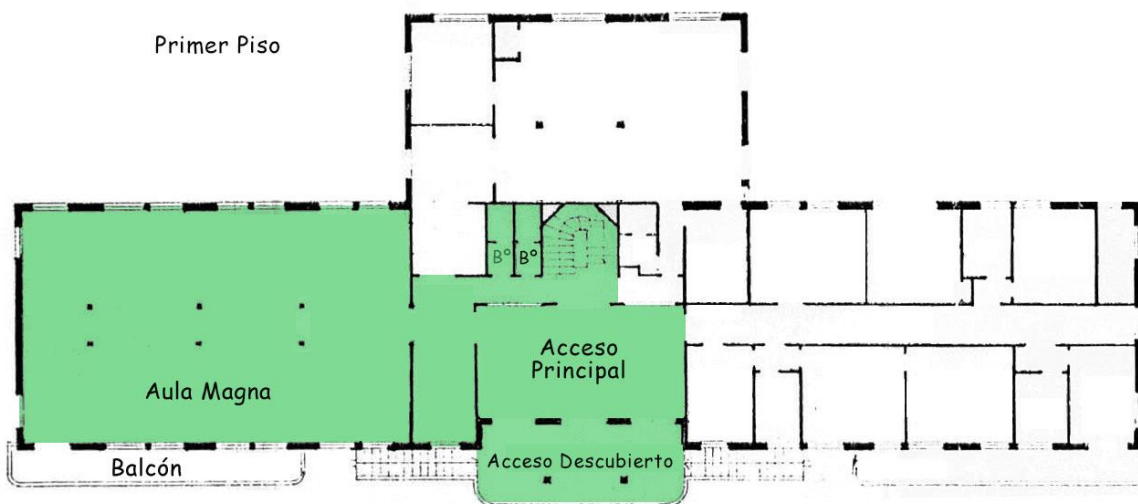 Primer Piso
B°
B°
Acceso
Principal
Aula Magna
Balcón
Acceso Descubierto